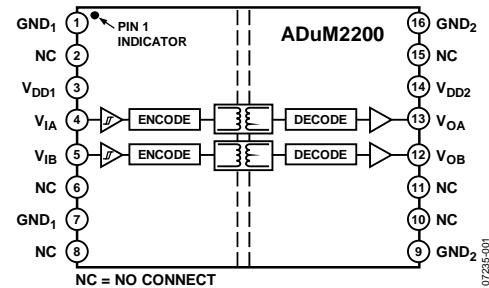 ADuM2200
PIN 1
INDICATOR
GND1 1
NC 2
VDD1 3
VIA 4
VIB 5
NC 6
GND1 7
NC 8
ENCODE
DECODE
ENCODE
DECODE
16 GND2
15 NC
14 VDD2
13 VOA
12 VOB
11 NC
10 NC
9 GND2
NC = NO CONNECT
07235-001